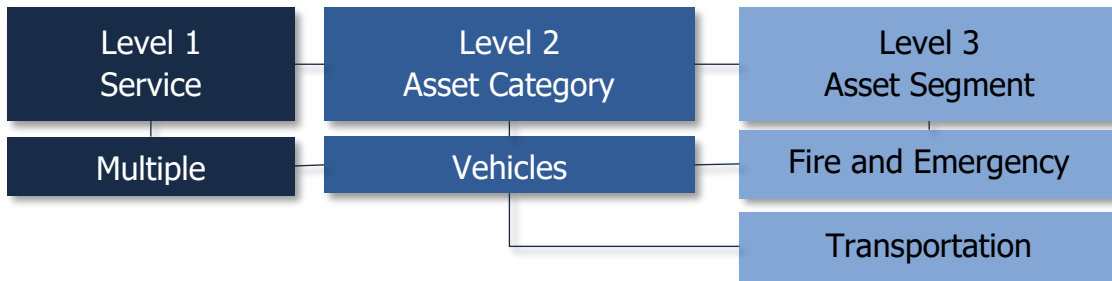 Level 1
Service
Level 2
Asset Category
Level 3
Asset Segment
Multiple
Vehicles
Fire and Emergency
Transportation